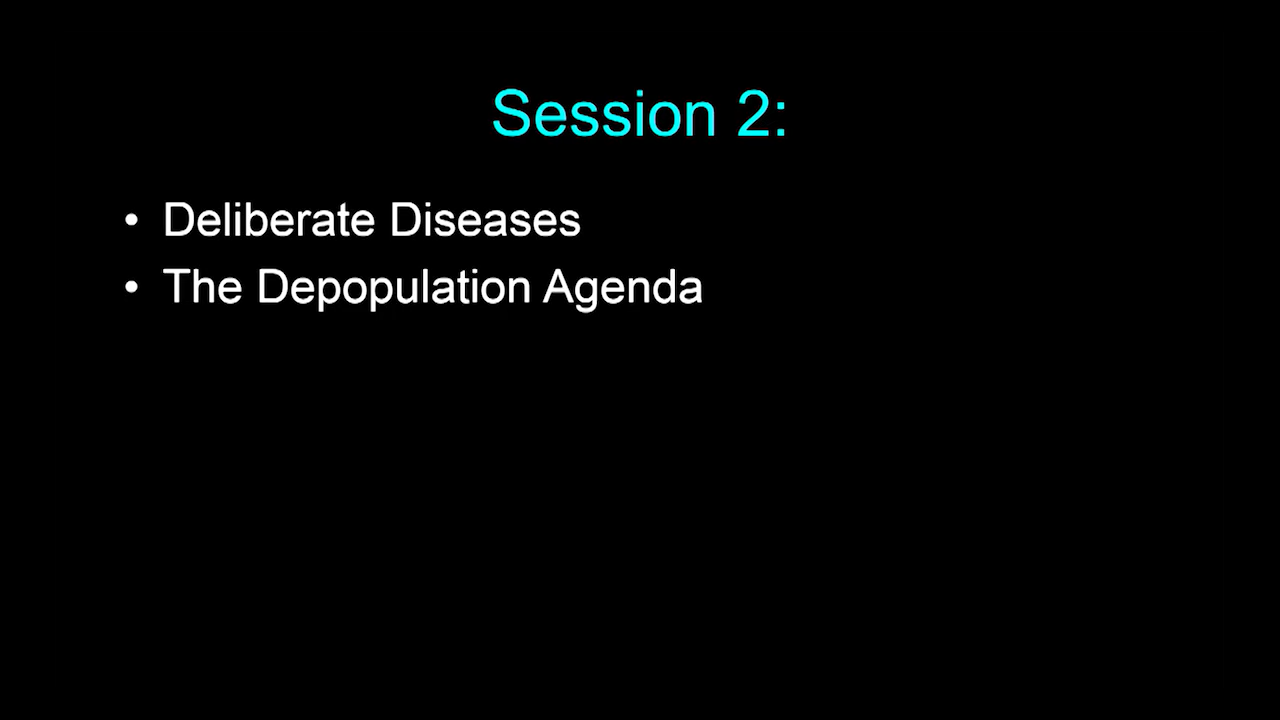 Session 2:
• Deliberate Diseases
• The Depopulation Agenda